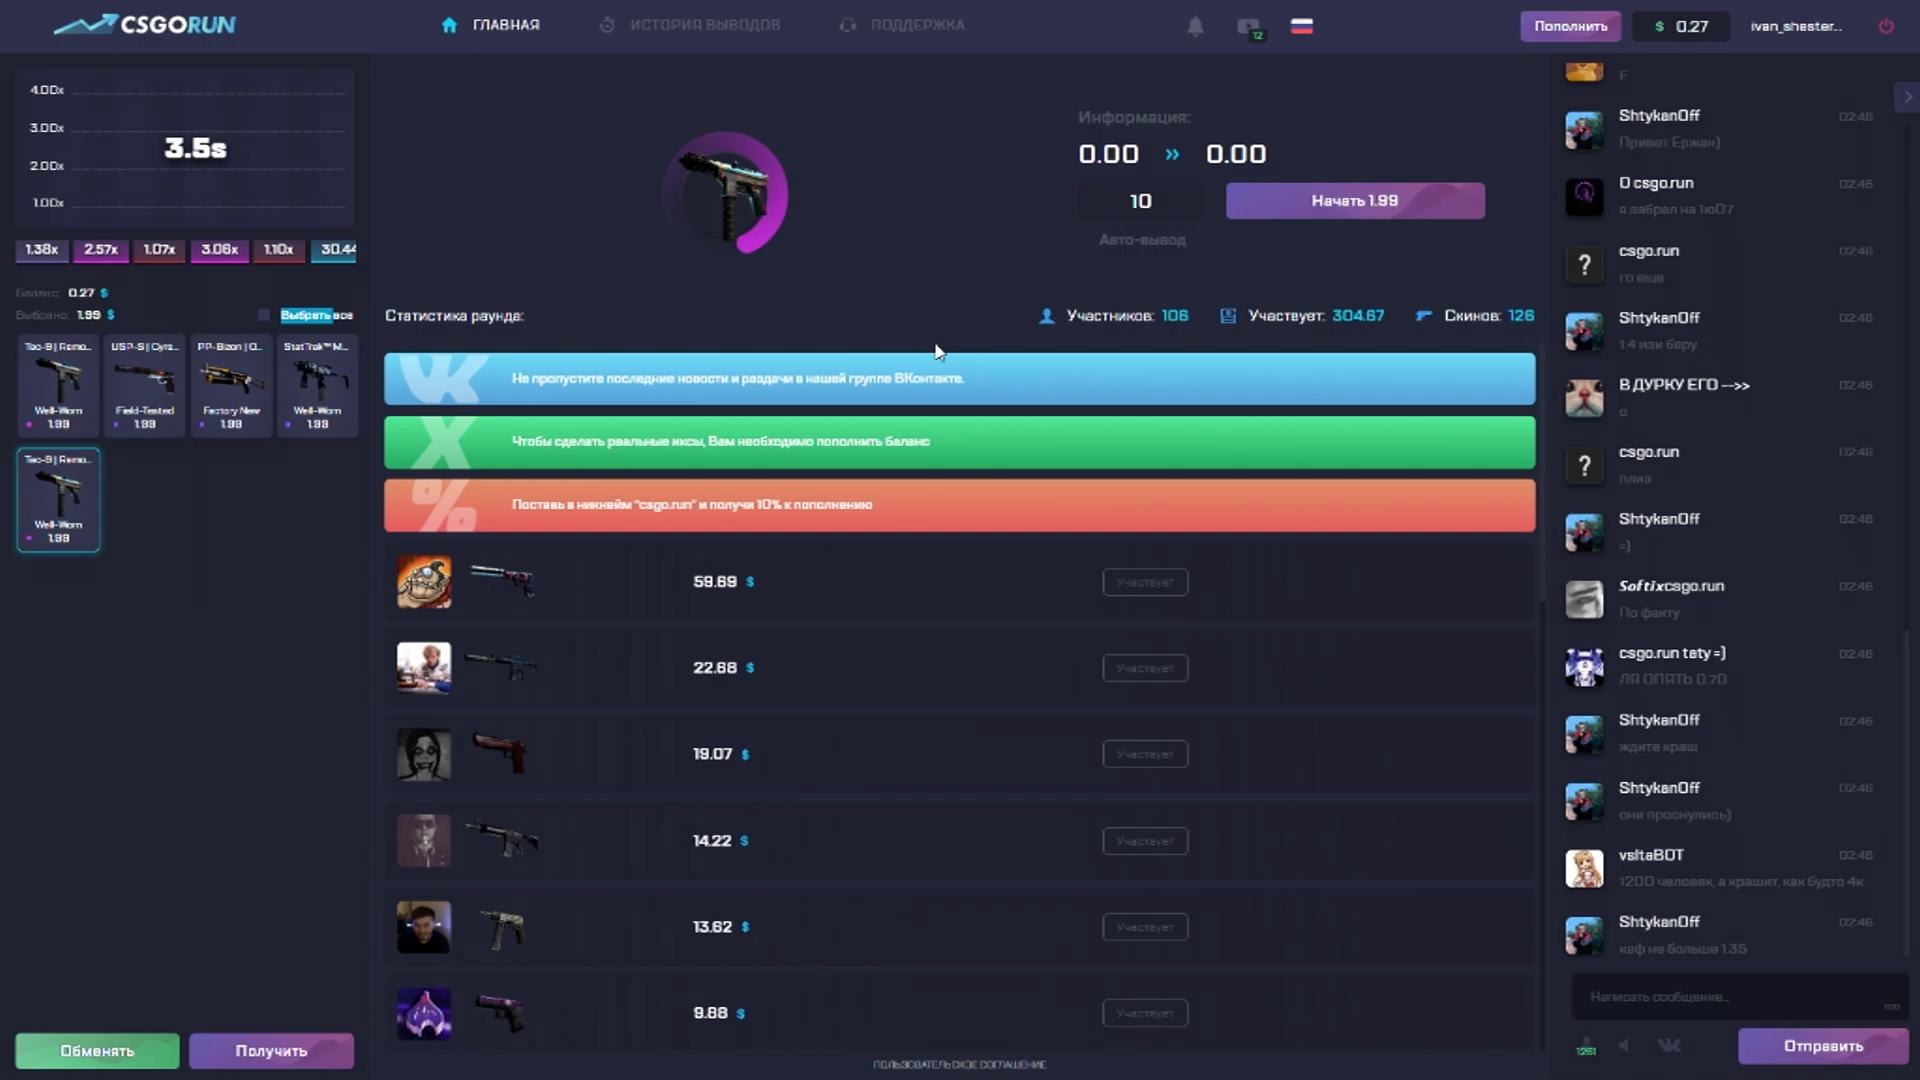 CSGORUN
ГЛАВНАЯ
ИСТОРИЯ ВЫВОДОВ
ПОДДЕРЖКА
12
Пополнить
$ 0.27
ivan_shester...
4.00x
3.00x
2.00x
1.00x
3.5s
1.38x
2.57x
1.07x
3.06x
1.10x
30.44
Баланс: 0.27 $
Выбрано: 1.99 $
Выбрать все
Tec-9 | Remo...
Well-Worn
1.99
USP-S | Cyra...
Field-Tested
1.99
PP-Bizon | O...
Factory New
1.99
StatTrak™ M...
Well-Worn
1.99
Tec-9 | Remo...
Well-Worn
1.99
Обменять
Получить
Информация:
0.00 » 0.00
10
Начать 1.99
Авто-вывод
Статистика раунда:
Участников: 106
Участвует: 304.67
Скинов: 126
Не пропустите последние новости и раздачи в нашей группе ВКонтакте.
X
Чтобы сделать реальные иксы, Вам необходимо пополнить баланс
%
Поставь в никнейм "csgo.run" и получи 10% к пополнению
59.69 $
Участвует
22.68 $
Участвует
19.07 $
Участвует
14.22 $
Участвует
13.62 $
Участвует
9.88 $
Участвует
ПОЛЬЗОВАТЕЛЬСКОЕ СОГЛАШЕНИЕ
F
ShtykanOff 02:46
Привет Ержан)
O csgo.run 02:46
я забрал на 1ю07
csgo.run 02:46
го еще
ShtykanOff 02:46
1.4 изи беру
В ДУРКУ ЕГО -->> 02:46
csgo.run 02:46
плиз
ShtykanOff 02:46
=)
Softixcsgo.run 02:46
По факту
csgo.run taty =) 02:46
ЛЯ ОПЯТЬ 0.70
ShtykanOff 02:46
ждите краш
ShtykanOff 02:46
они проснулись)
vsltaBOT 02:46
1200 человек, а крашит, как будто 4к
ShtykanOff 02:46
кеф не больше 1.35
Написать сообщение...
100
1261
Отправить